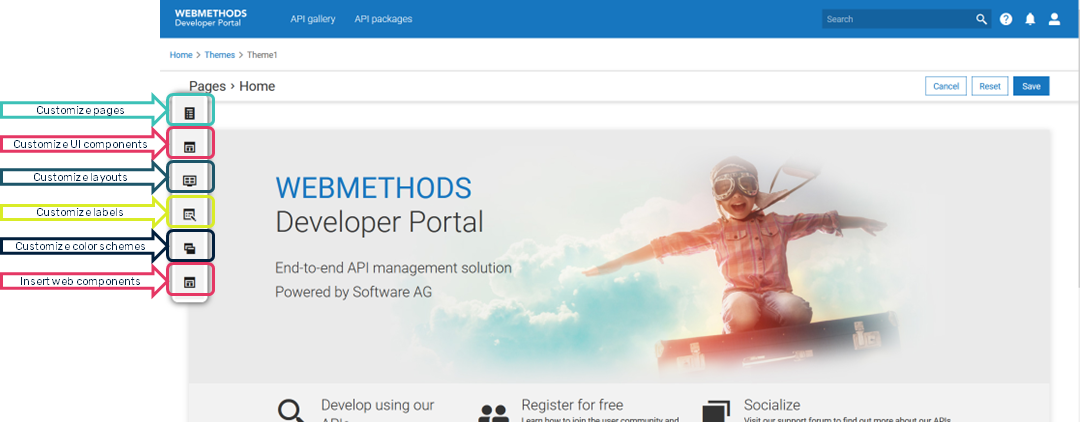 WEBMETHODS
Developer Portal
API gallery
API packages
Search
Home > Themes > Theme1
Pages > Home
Cancel
Reset
Save
Customize pages
Customize UI components
Customize layouts
Customize labels
Customize color schemes
Insert web components
WEBMETHODS
Developer Portal
End-to-end API management solution
Powered by Software AG
Develop using our
APIs
Register for free
Learn how to join the user community and
Socialize
Visit our support forum to find out more about our APIs